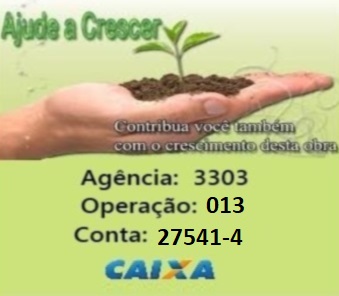 Ajude a Crescer
Contribua você também
com o crescimento desta obra
Agência: 3303
Operação: 013
Conta: 27541-4
CAIXA